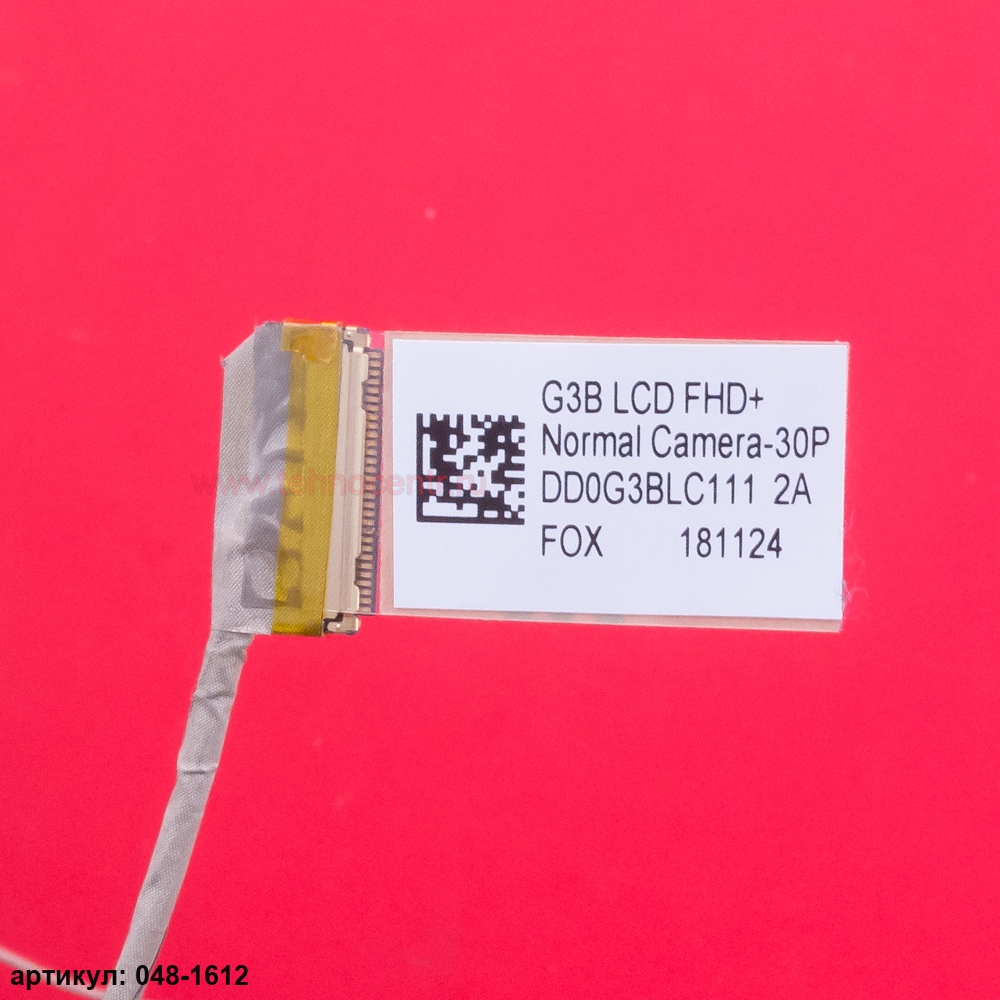 G3B LCD FHD+
Normal Camera-30P
DD0G3BLC111 2A
FOX 181124
артикул: 048-1612